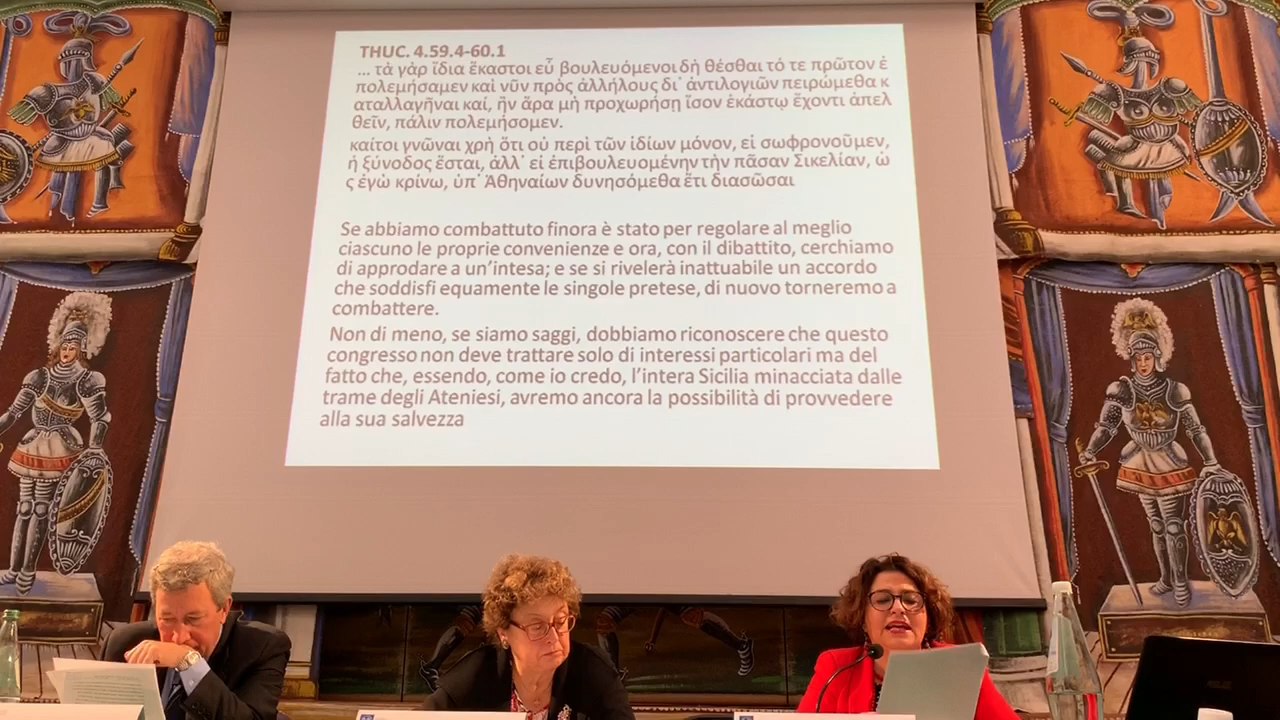 THUC. 4.59.4-60.1
... τὰ γὰρ ἴδια ἕκαστοι εὖ βουλευόμενοι δὴ θέσθαι τό τε πρῶτον ἐ
πολεμήσαμεν καὶ νῦν πρὸς ἀλλήλους δι᾽ ἀντιλογιῶν πειρώμεθα κ
αταλλαγῆναι καί, ἢν ἄρα μὴ προχωρήσῃ ἴσον ἑκάστῳ ἔχοντι ἀπελ
θεῖν, πάλιν πολεμήσομεν.
καίτοι γνῶναι χρὴ ὅτι οὐ περὶ τῶν ἰδίων μόνον, εἰ σωφρονοῦμεν,
ἡ ξύνοδος ἔσται, ἀλλ᾽ εἰ ἐπιβουλευομένην τὴν πᾶσαν Σικελίαν, ὡ
ς ἐγὼ κρίνω, ὑπ᾽ Ἀθηναίων δυνησόμεθα ἔτι διασῶσαι
Se abbiamo combattuto finora è stato per regolare al meglio
ciascuno le proprie convenienze e ora, con il dibattito, cerchiamo
di approdare a un'intesa; e se si rivelerà inattuabile un accordo
che soddisfi equamente le singole pretese, di nuovo torneremo a
combattere.
Non di meno, se siamo saggi, dobbiamo riconoscere che questo
congresso non deve trattare solo di interessi particolari ma del
fatto che, essendo, come io credo, l'intera Sicilia minacciata dalle
trame degli Ateniesi, avremo ancora la possibilità di provvedere
alla sua salvezza